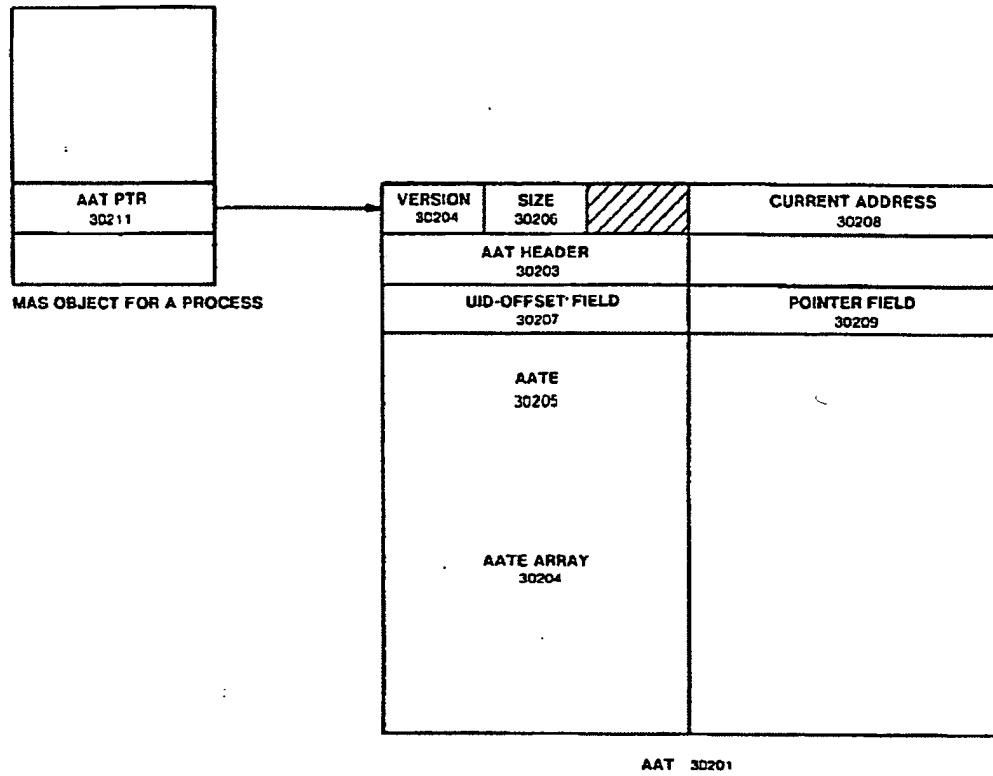 AAT PTR
30211
MAS OBJECT FOR A PROCESS
VERSION
30204
SIZE
30206
CURRENT ADDRESS
30208
AAT HEADER
30203
UID-OFFSET FIELD
30207
POINTER FIELD
30209
AATE
30205
AATE ARRAY
30204
AAT 30201